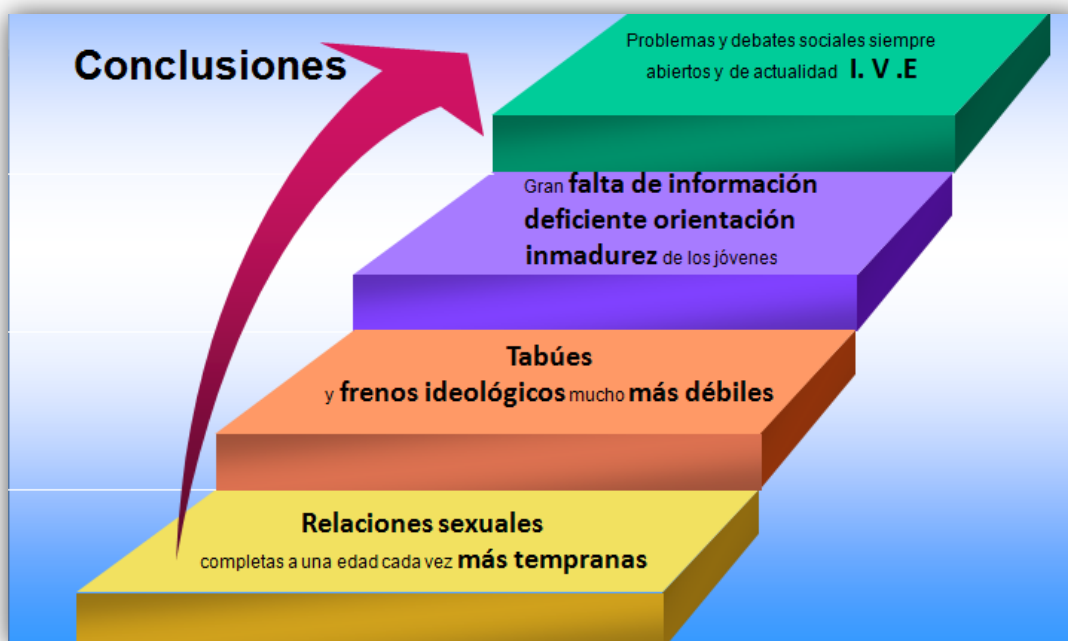 Conclusiones
Problemas y debates sociales siempre
abiertos y de actualidad I. V .E
Gran falta de información
deficiente orientación
inmadurez de los jóvenes
Tabúes
y frenos ideológicos mucho más débiles
Relaciones sexuales
completas a una edad cada vez más tempranas